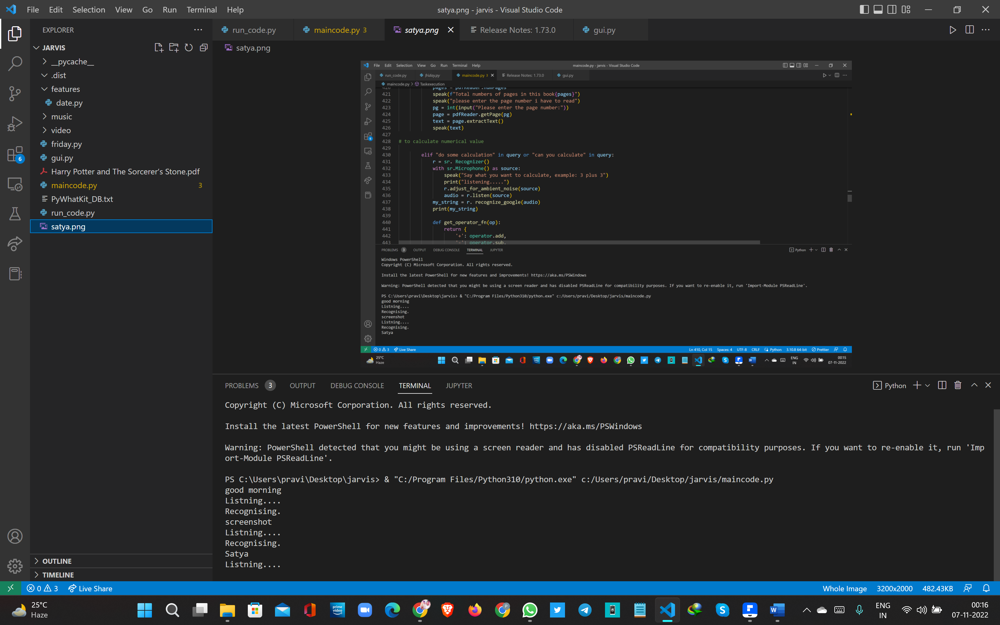 File Edit Selection View Go Run Terminal Help
satya.png - jarvis - Visual Studio Code
EXPLORER
run_code.py
maincode.py 3
satya.png
Release Notes: 1.73.0
gui.py
JARVIS
__pycache__
.dist
features
date.py
music
video
friday.py
gui.py
Harry Potter and The Sorcerer's Stone.pdf
maincode.py 3
PyWhatKit_DB.txt
run_code.py
satya.png
6
OUTLINE
TIMELINE
satya.png
File Edit Selection View Go Run Terminal Help
maincode.py - jarvis - Visual Studio Code
run_code.py
friday.py
maincode.py 3
Release Notes: 1.73.0
gui.py
maincode.py > Taskexecution
420 pages = pdfReader.numPages
421 speak(f"Total numbers of pages in this book{pages}")
422 speak("please enter the page number i have to read")
423 pg = int(input("Please enter the page number:"))
424 page = pdfReader.getPage(pg)
425 text = page.extractText()
426 speak(text)
427
428 # to calculate numerical value
429
430 elif "do some calculation" in query or "can you calculate" in query:
431 r = sr. Recognizer()
432 with sr.Microphone() as source:
433 speak("Say what you want to calculate, example: 3 plus 3")
434 print("listening.....")
435 r.adjust_for_ambient_noise(source)
436 audio = r.listen(source)
437 my_string = r. recognize_google(audio)
438 print(my_string)
439
440 def get_operator_fn(op):
441 return {
442 '+': operator.add,
443 '-': operator.sub,
6
PROBLEMS 3 OUTPUT DEBUG CONSOLE TERMINAL JUPYTER
Python
Windows PowerShell
Copyright (C) Microsoft Corporation. All rights reserved.
Install the latest PowerShell for new features and improvements! https://aka.ms/PSWindows
Warning: PowerShell detected that you might be using a screen reader and has disabled PSReadLine for compatibility purposes. If you want to re-enable it, run 'Import-Module PSReadLine'.
PS C:\Users\pravi\Desktop\jarvis> & "C:/Program Files/Python310/python.exe" c:/Users/pravi/Desktop/jarvis/maincode.py
good morning
Listning....
Recognising.
screenshot
Listning....
Recognising.
Satya
0 3 Live Share
Ln 410, Col 15 Spaces: 4 UTF-8 CRLF Python 3.10.8 64-bit Prettier
25°C
Haze
ENG
IN
00:15
07-11-2022
PROBLEMS 3 OUTPUT DEBUG CONSOLE TERMINAL JUPYTER
Python
Copyright (C) Microsoft Corporation. All rights reserved.
Install the latest PowerShell for new features and improvements! https://aka.ms/PSWindows
Warning: PowerShell detected that you might be using a screen reader and has disabled PSReadLine for compatibility purposes. If you want to re-enable it, run 'Imp
ort-Module PSReadLine'.
PS C:\Users\pravi\Desktop\jarvis> & "C:/Program Files/Python310/python.exe" c:/Users/pravi/Desktop/jarvis/maincode.py
good morning
Listning....
Recognising.
screenshot
Listning....
Recognising.
Satya
Listning....
0 3 Live Share
Whole Image 3200x2000 482.43KB
25°C
Haze
prime video
ENG
IN
00:16
07-11-2022